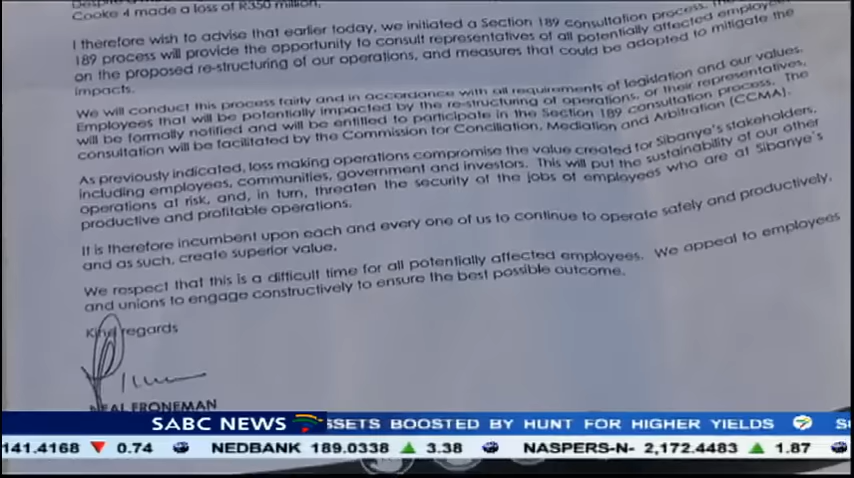 Cooke 4 made a loss of R350 million.
I therefore wish to advise that earlier today, we initiated a Section 189 consultation process.
189 process will provide the opportunity to consult representatives of all potentially affected employees
on the proposed re-structuring of our operations, and measures that could be adopted to mitigate the
impacts.
We will conduct this process fairly and in accordance with all requirements of legislation and our values.
Employees that will be potentially impacted by the re-structuring of operations, or their representatives,
will be formally notified and will be entitled to participate in the Section 189 consultation process. The
consultation will be facilitated by the Commission for Conciliation, Mediation and Arbitration (CCMA).
As previously indicated, loss making operations compromise the value created for Sibanye's stakeholders,
including employees, communities, government and investors. This will put the sustainability of our other
operations at risk, and, in turn, threaten the security of the jobs of employees who are at Sibanye's
productive and profitable operations.
It is therefore incumbent upon each and every one of us to continue to operate safely and productively,
and as such, create superior value.
We respect that this is a difficult time for all potentially affected employees. We appeal to employees
and unions to engage constructively to ensure the best possible outcome.
Kind regards
NEAL FRONEMAN
SABC NEWS SSETS BOOSTED BY HUNT FOR HIGHER YIELDS
141.4168 ▼ 0.74 NEDBANK 189.0338 ▲ 3.38 NASPERS-N- 2,172.4483 ▲ 1.87